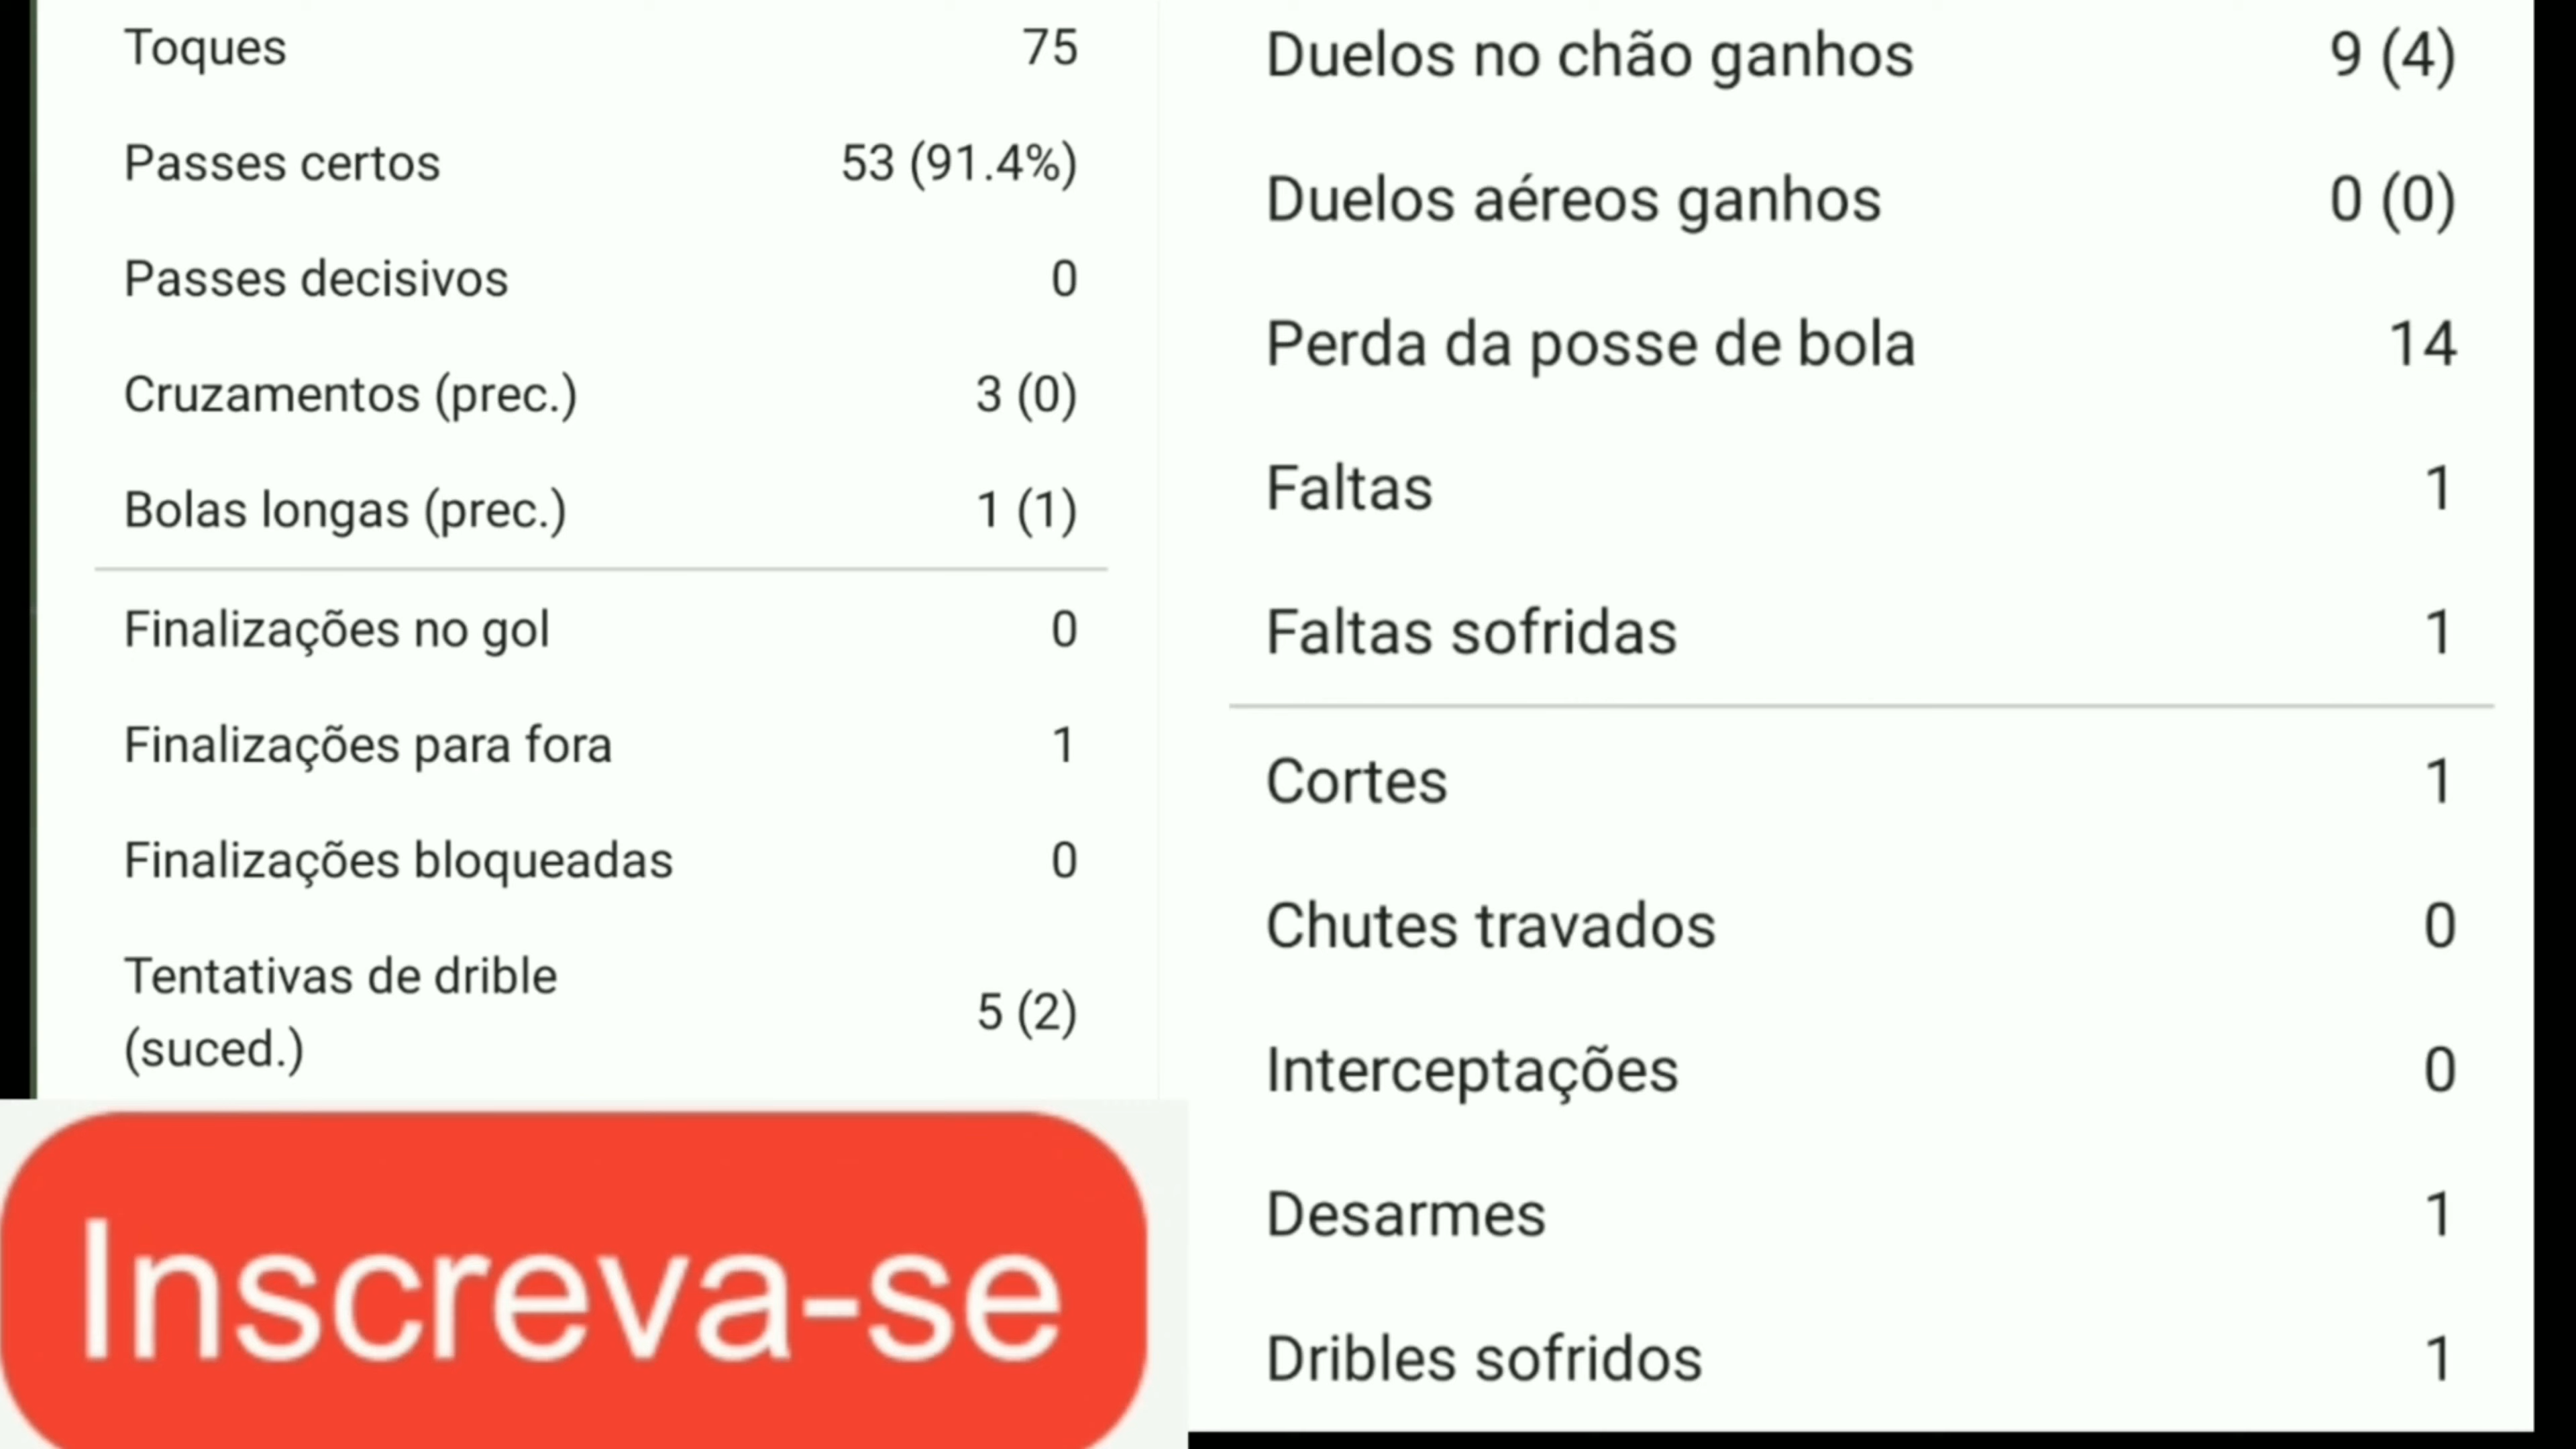 Toques 75
Passes certos 53 (91.4%)
Passes decisivos 0
Cruzamentos (prec.) 3 (0)
Bolas longas (prec.) 1 (1)
Finalizações no gol 0
Finalizações para fora 1
Finalizações bloqueadas 0
Tentativas de drible
(suced.) 5 (2)
Inscreva-se
Duelos no chão ganhos 9 (4)
Duelos aéreos ganhos 0 (0)
Perda da posse de bola 14
Faltas 1
Faltas sofridas 1
Cortes 1
Chutes travados 0
Interceptações 0
Desarmes 1
Dribles sofridos 1